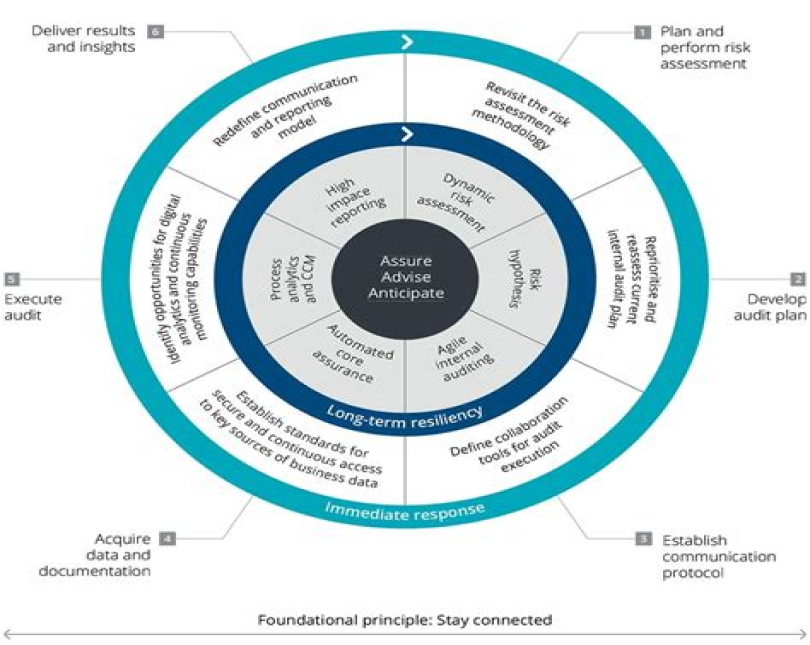 6
Deliver results
and insights
1
Plan and
perform risk
assessment
Redefine communication
and reporting
model
Revisit the risk
assessment
methodology
High
impace
reporting
Dynamic
risk
assessment
Identify opportunities for digital
analytics and continuous
monitoring capabilities
Process
analytics
and CCM
Assure
Advise
Anticipate
Risk
hypothesis
Reprioritise and
reassess current
internal audit plan
5
Execute
audit
2
Develop
audit plan
Automated
core
assurance
Agile
internal
auditing
Long-term resiliency
Establish standards for
secure and continuous access
to key sources of business data
Define collaboration
tools for audit
execution
Immediate response
4
Acquire
data and
documentation
3
Establish
communication
protocol
Foundational principle: Stay connected